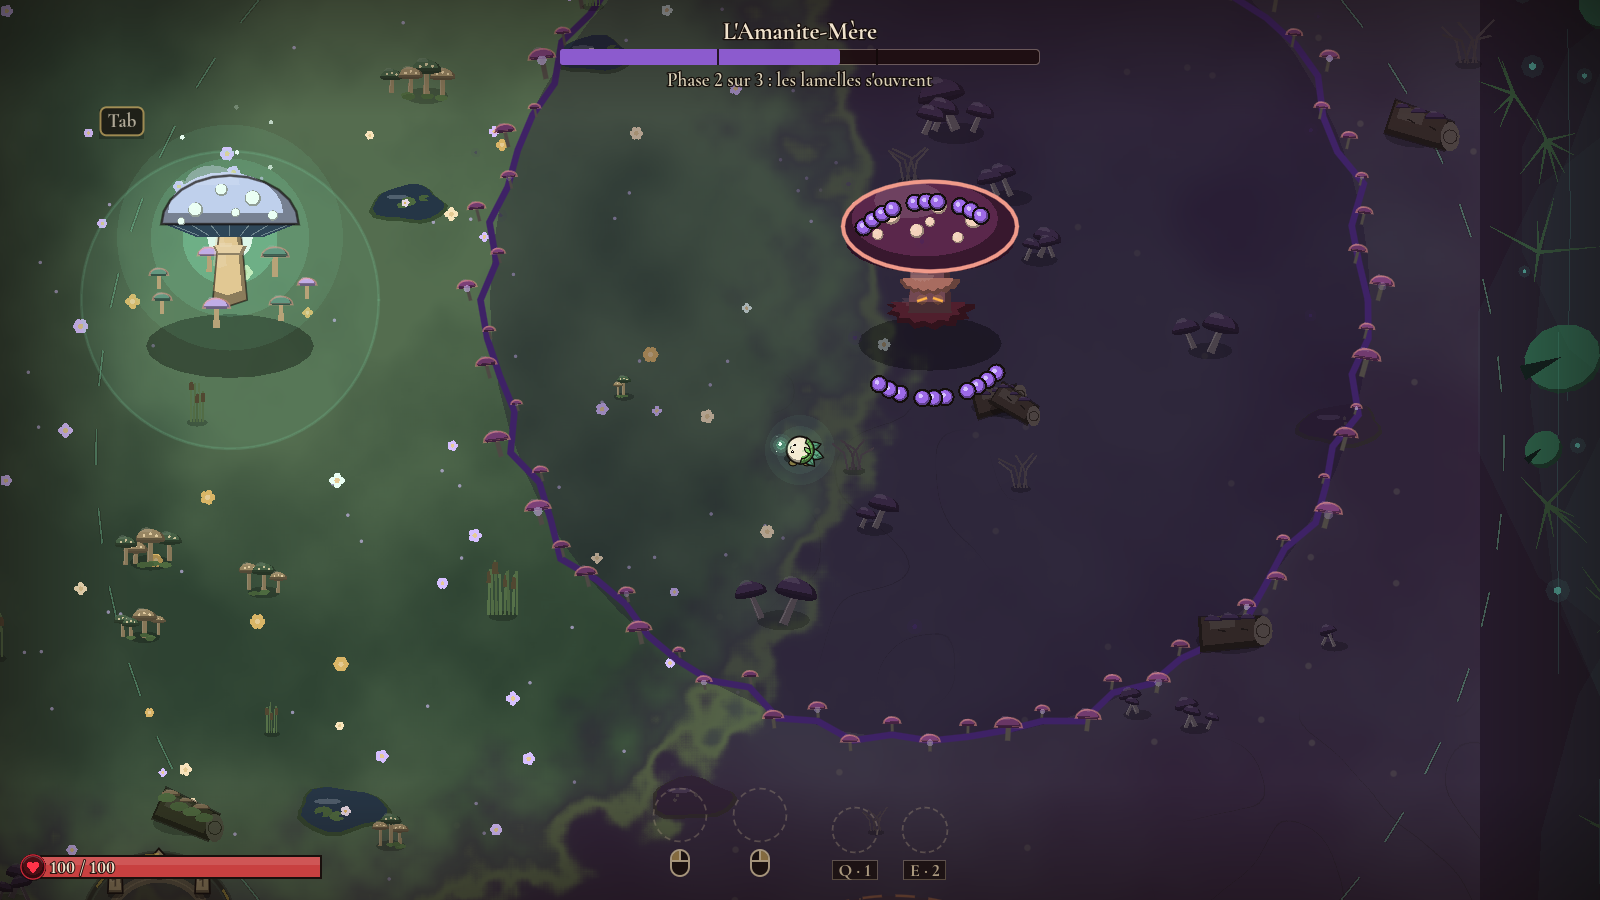 L'Amanite-Mère
Phase 2 sur 3 : les lamelles s'ouvrent
Tab
100 / 100
Q · 1
E · 2